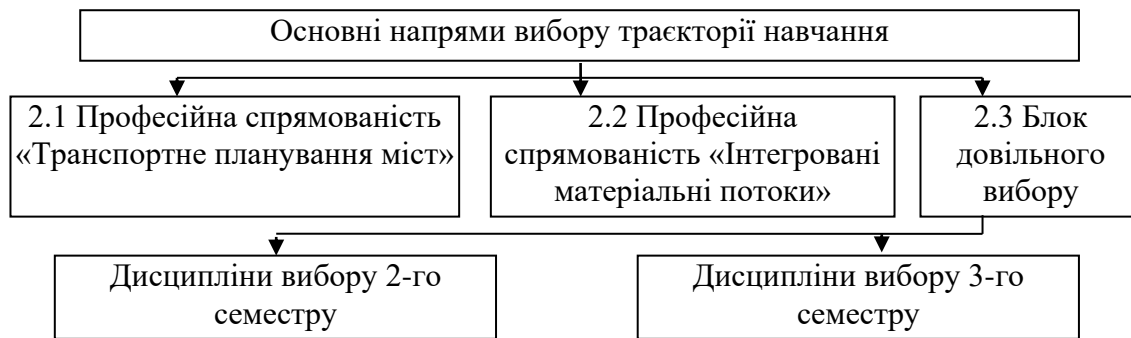 Основні напрями вибору траєкторії навчання
2.1 Професійна спрямованість
«Транспортне планування міст»
2.2 Професійна
спрямованість «Інтегровані
матеріальні потоки»
2.3 Блок
довільного
вибору
Дисципліни вибору 2-го
семестру
Дисципліни вибору 3-го
семестру